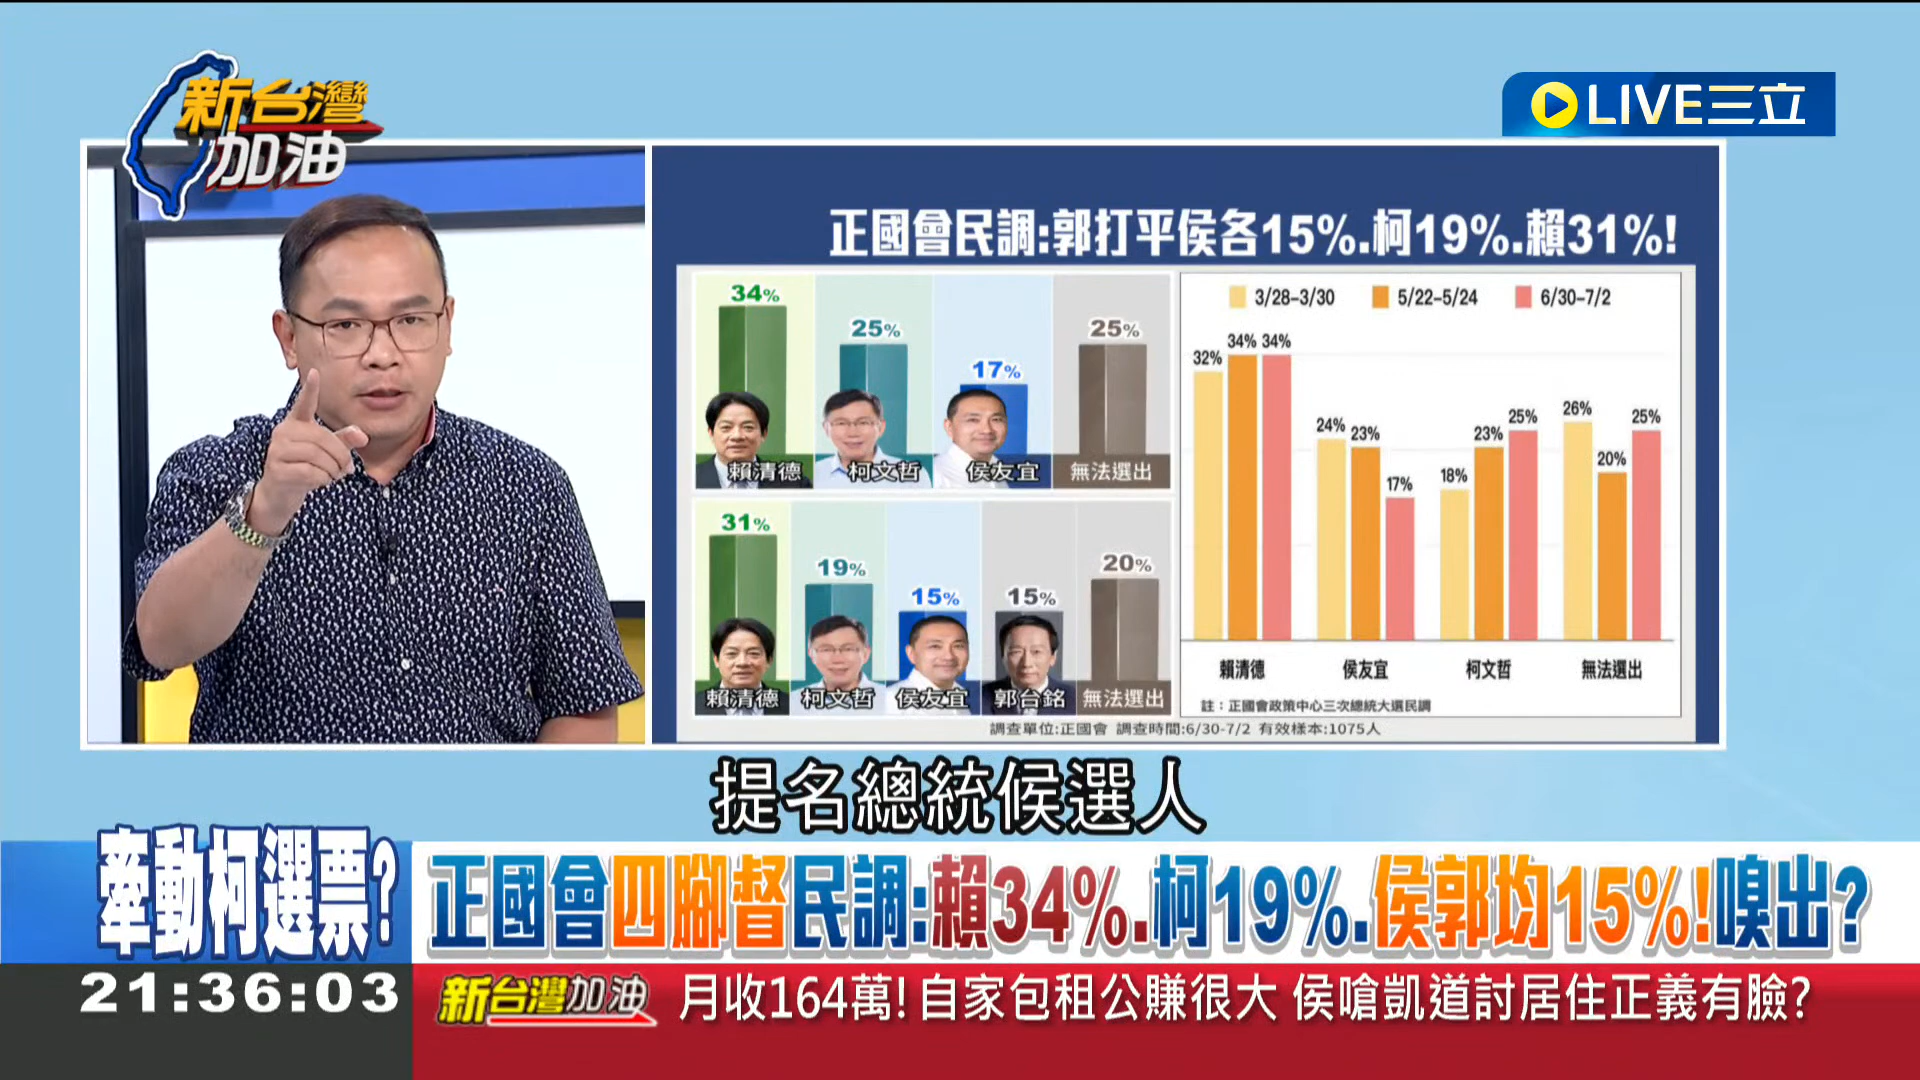 新台灣
加油
LIVE三立
正國會民調:郭打平侯各15%.柯19%.賴31%!
34% 25% 17% 25%
賴清德 柯文哲 侯友宜 無法選出
31% 19% 15% 15% 20%
賴清德 柯文哲 侯友宜 郭台銘 無法選出
3/28-3/30 5/22-5/24 6/30-7/2
32% 34% 34% 24% 23% 17% 18% 23% 25% 26% 20% 25%
賴清德 侯友宜 柯文哲 無法選出
註:正國會政策中心三次總統大選民調
調查單位:正國會 調查時間:6/30-7/2 有效樣本:1075人
提名總統候選人
牽動柯選票?
正國會四腳督民調:賴34%.柯19%.侯郭均15%!嗅出?
21:36:03
新台灣加油
月收164萬!自家包租公賺很大 侯嗆凱道討居住正義有臉?